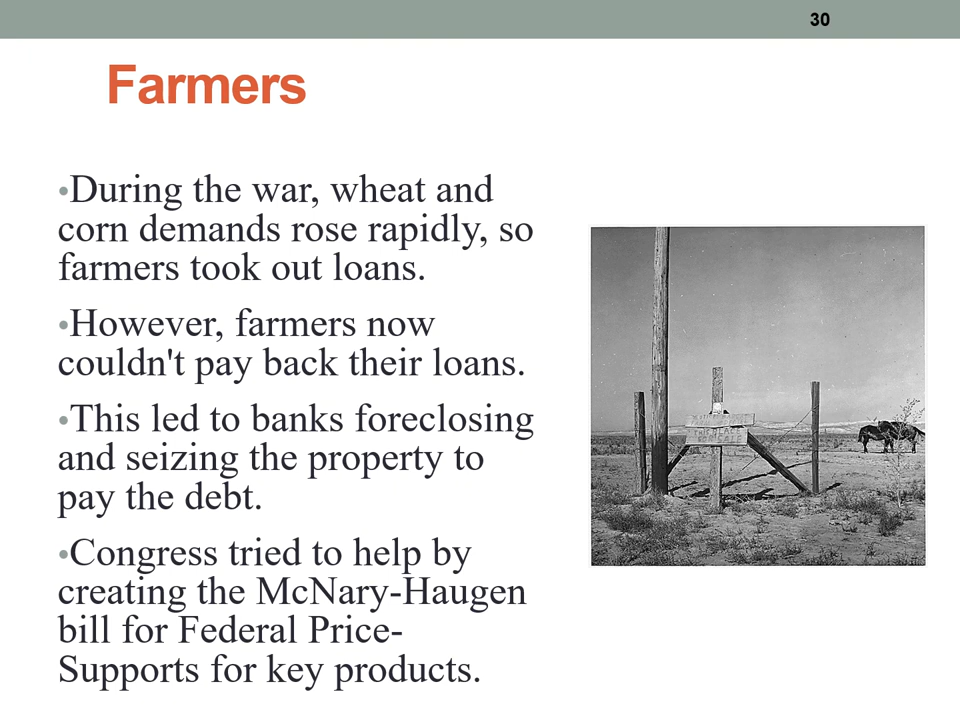 30
Farmers
•During the war, wheat and
corn demands rose rapidly, so
farmers took out loans.
•However, farmers now
couldn't pay back their loans.
•This led to banks foreclosing
and seizing the property to
pay the debt.
•Congress tried to help by
creating the McNary-Haugen
bill for Federal Price-
Supports for key products.
FOR SALE